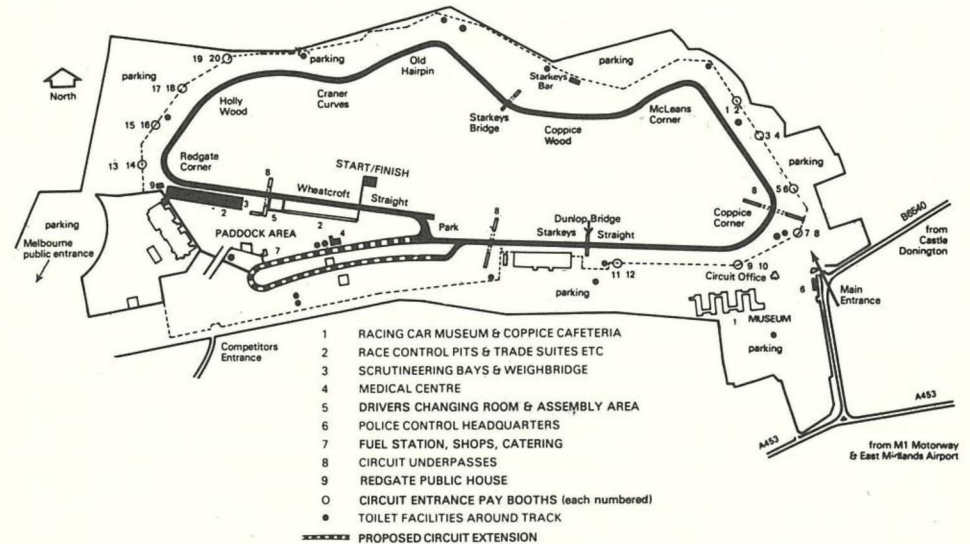 North
parking
19 20
17 18
15 16
13 14
Holly
Wood
Craner
Curves
parking
Old
Hairpin
Starkeys
Bridge
Starkeys
Bar
Coppice
Wood
parking
McLeans
Corner
1 2
3 4
parking
5 6
7 8
Redgate
Corner
9
8
START/FINISH
Wheatcroft Straight
2
3
5
2
PADDOCK AREA
4
7
Park
8
Dunlop Bridge
Starkeys Straight
8
Coppice
Corner
B6540
from
Castle
Donington
parking
Melbourne
public entrance
11 12
parking
Circuit Office
9 10
6
Main
Entrance
1
MUSEUM
parking
Competitors
Entrance
A453
A453
from M1 Motorway
& East Midlands Airport
1 RACING CAR MUSEUM & COPPICE CAFETERIA
2 RACE CONTROL PITS & TRADE SUITES ETC
3 SCRUTINEERING BAYS & WEIGHBRIDGE
4 MEDICAL CENTRE
5 DRIVERS CHANGING ROOM & ASSEMBLY AREA
6 POLICE CONTROL HEADQUARTERS
7 FUEL STATION, SHOPS, CATERING
8 CIRCUIT UNDERPASSES
9 REDGATE PUBLIC HOUSE
O CIRCUIT ENTRANCE PAY BOOTHS (each numbered)
• TOILET FACILITIES AROUND TRACK
PROPOSED CIRCUIT EXTENSION